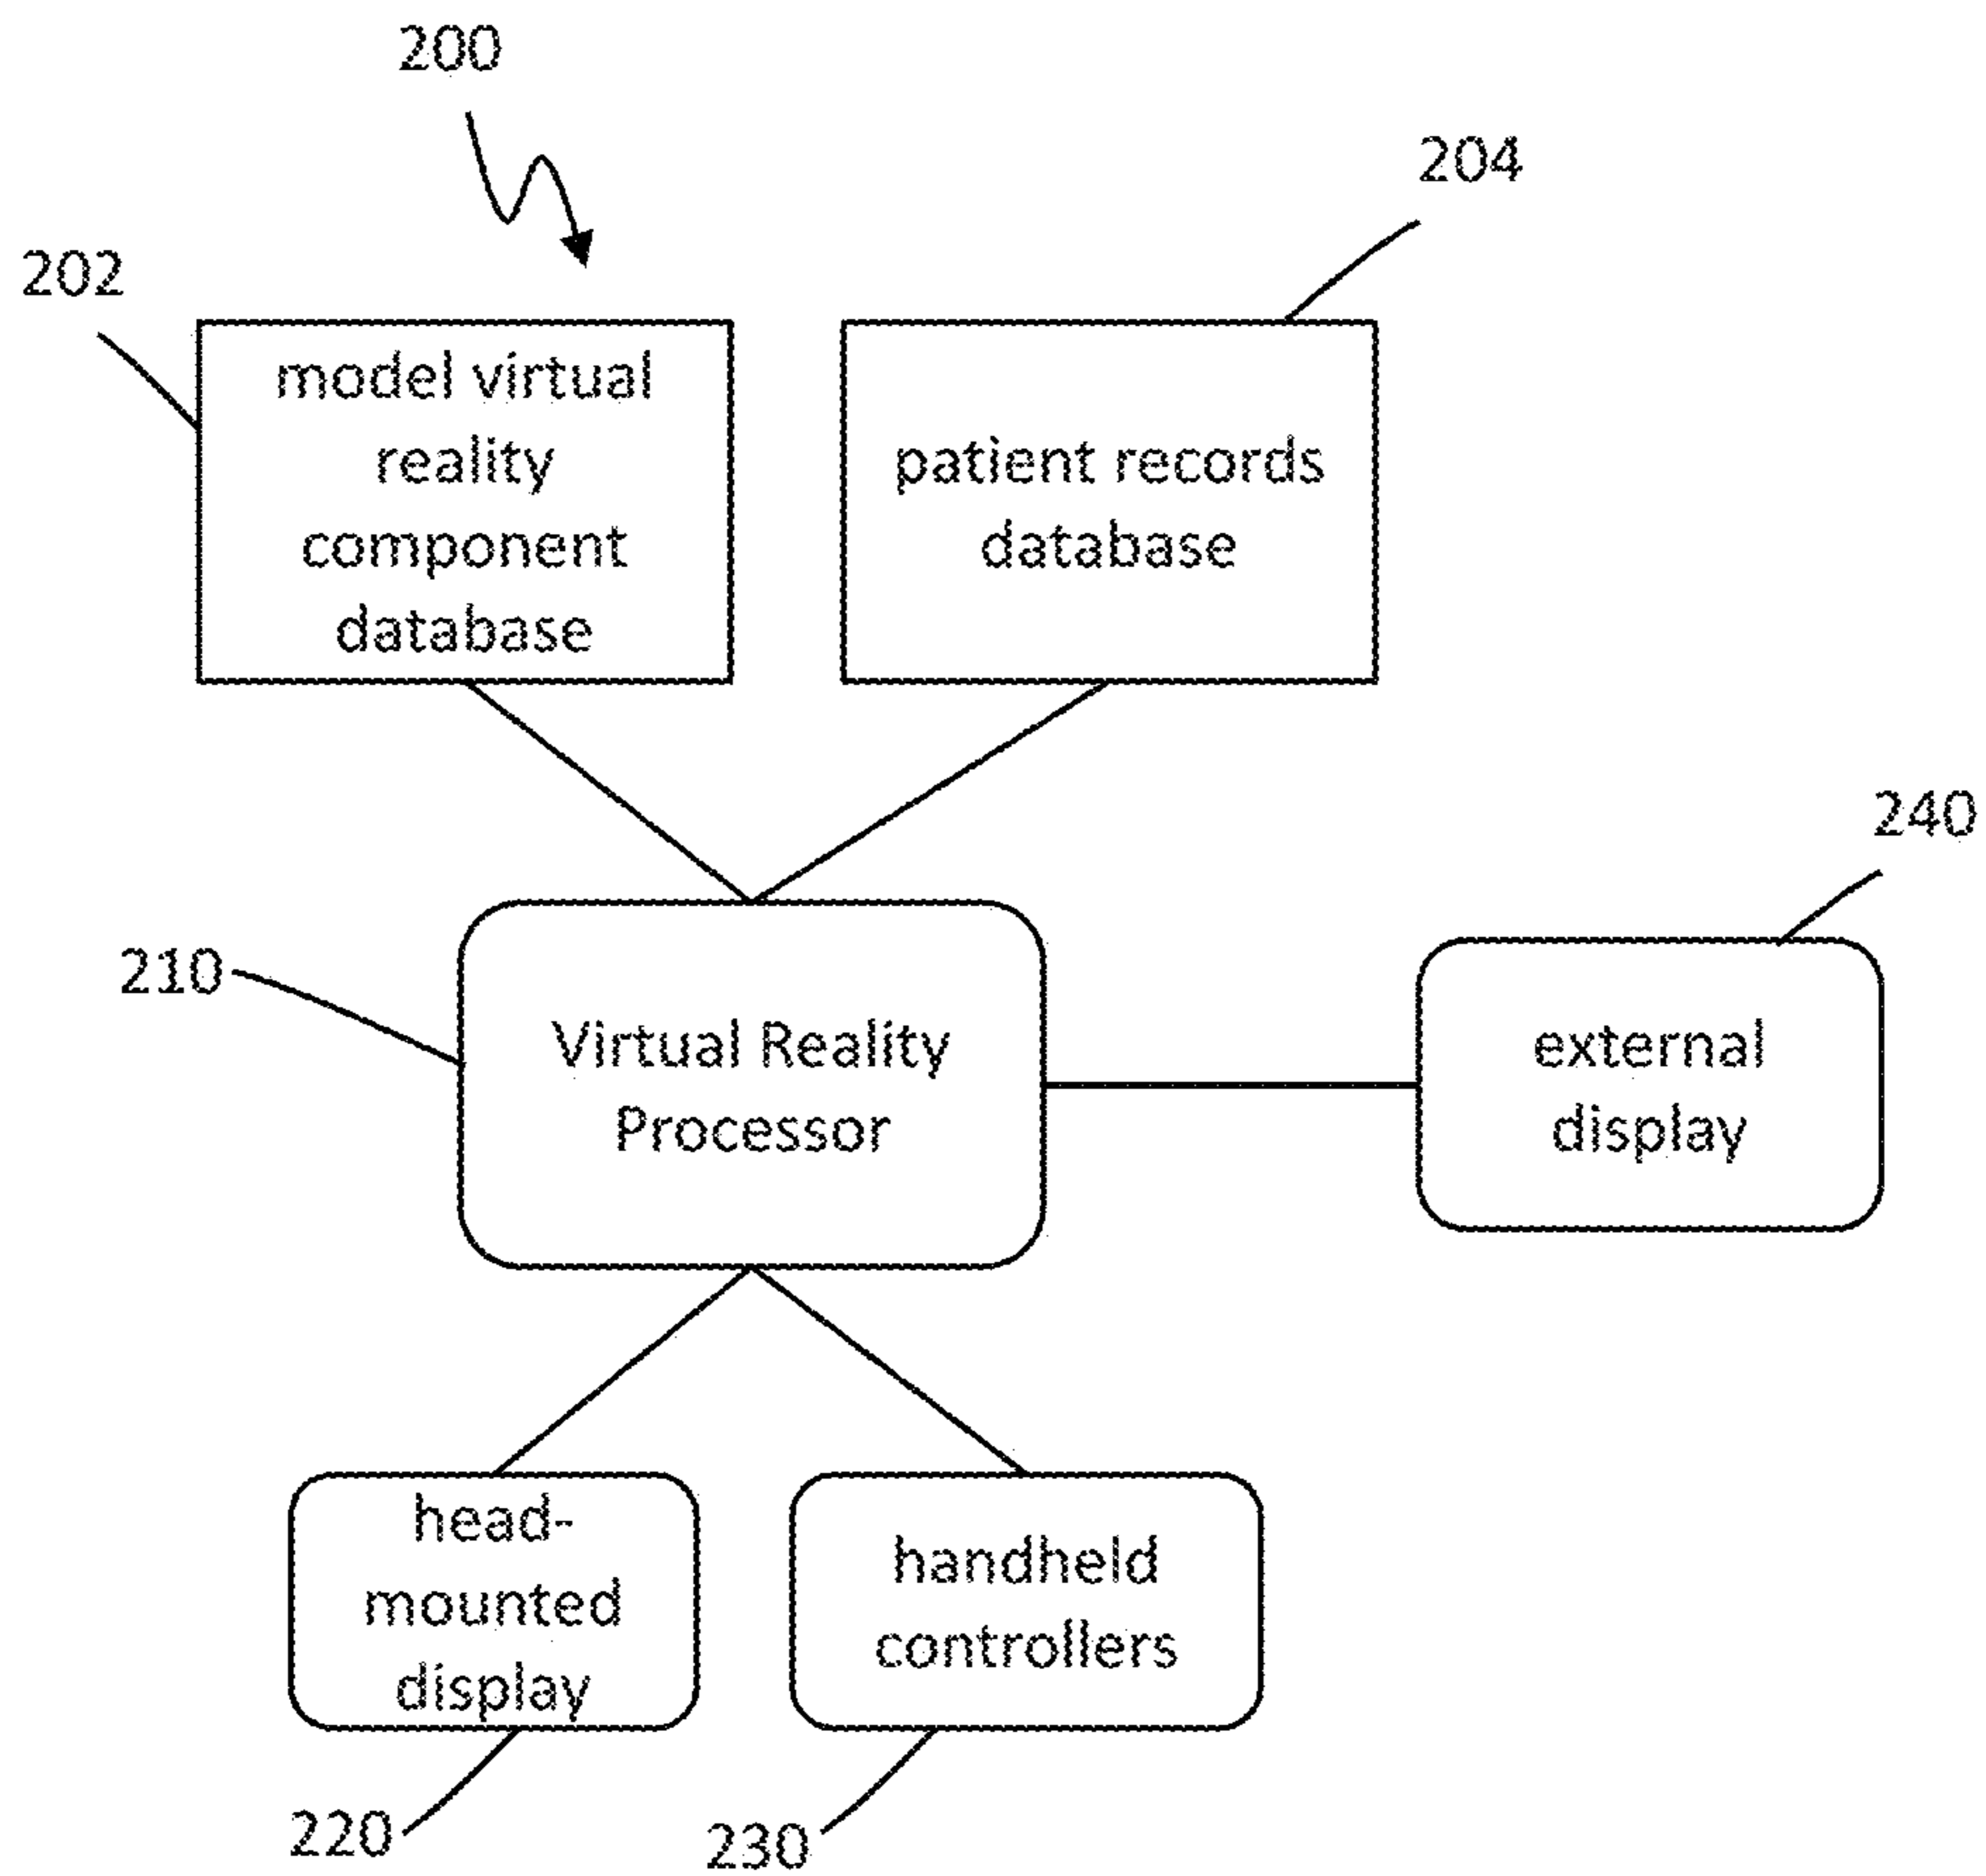 200
204
202
model virtual
reality
component
database
patient records
database
240
210
Virtual Reality
Processor
external
display
head-
mounted
display
handheld
controllers
220
230